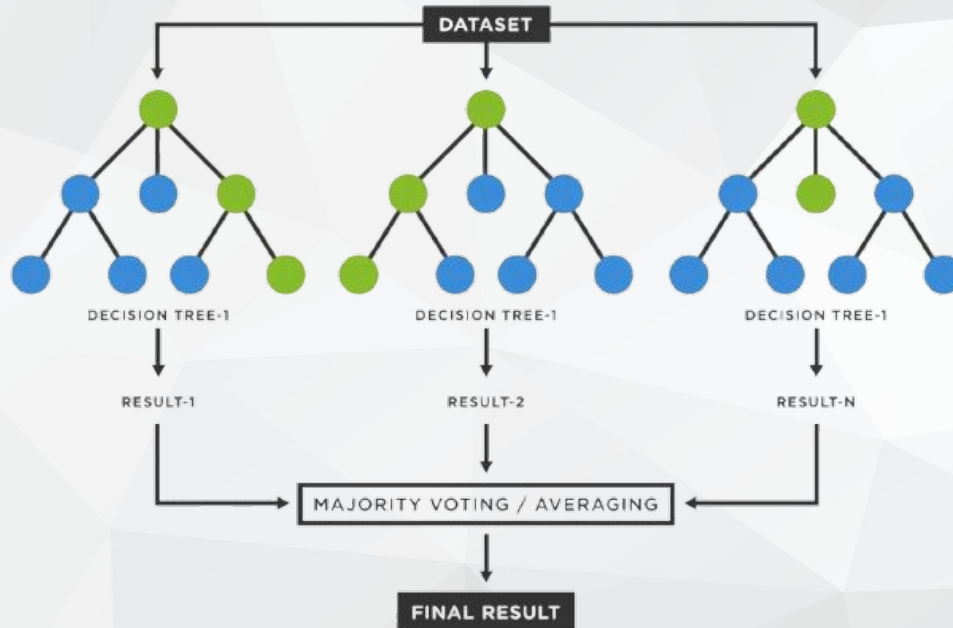 DATASET
DECISION TREE-1
DECISION TREE-1
DECISION TREE-1
RESULT-1
RESULT-2
RESULT-N
MAJORITY VOTING / AVERAGING
FINAL RESULT